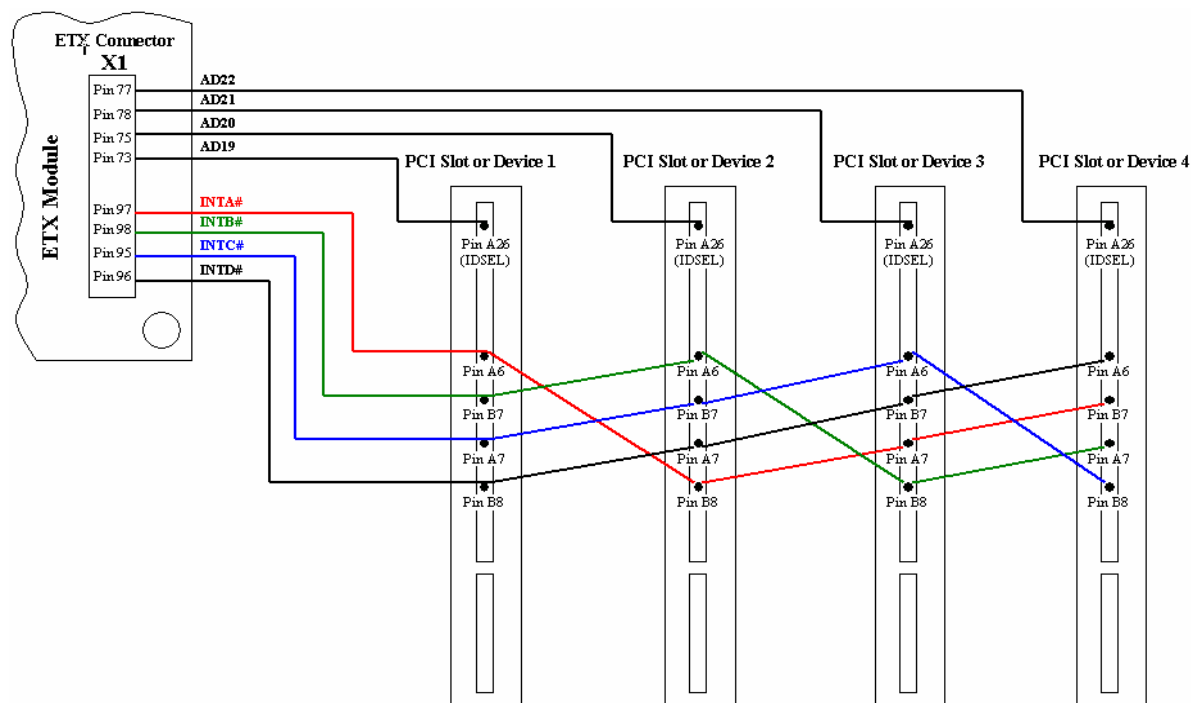 ETX Connector
X1
ETX Module
Pin 77
Pin 78
Pin 75
Pin 73
Pin 97
Pin 98
Pin 95
Pin 96
AD22
AD21
AD20
AD19
INTA#
INTB#
INTC#
INTD#
PCI Slot or Device 1
PCI Slot or Device 2
PCI Slot or Device 3
PCI Slot or Device 4
Pin A26
(IDSEL)
Pin A6
Pin B7
Pin A7
Pin B8
Pin A26
(IDSEL)
Pin A6
Pin B7
Pin A7
Pin B8
Pin A26
(IDSEL)
Pin A6
Pin B7
Pin A7
Pin B8
Pin A26
(IDSEL)
Pin A6
Pin B7
Pin A7
Pin B8